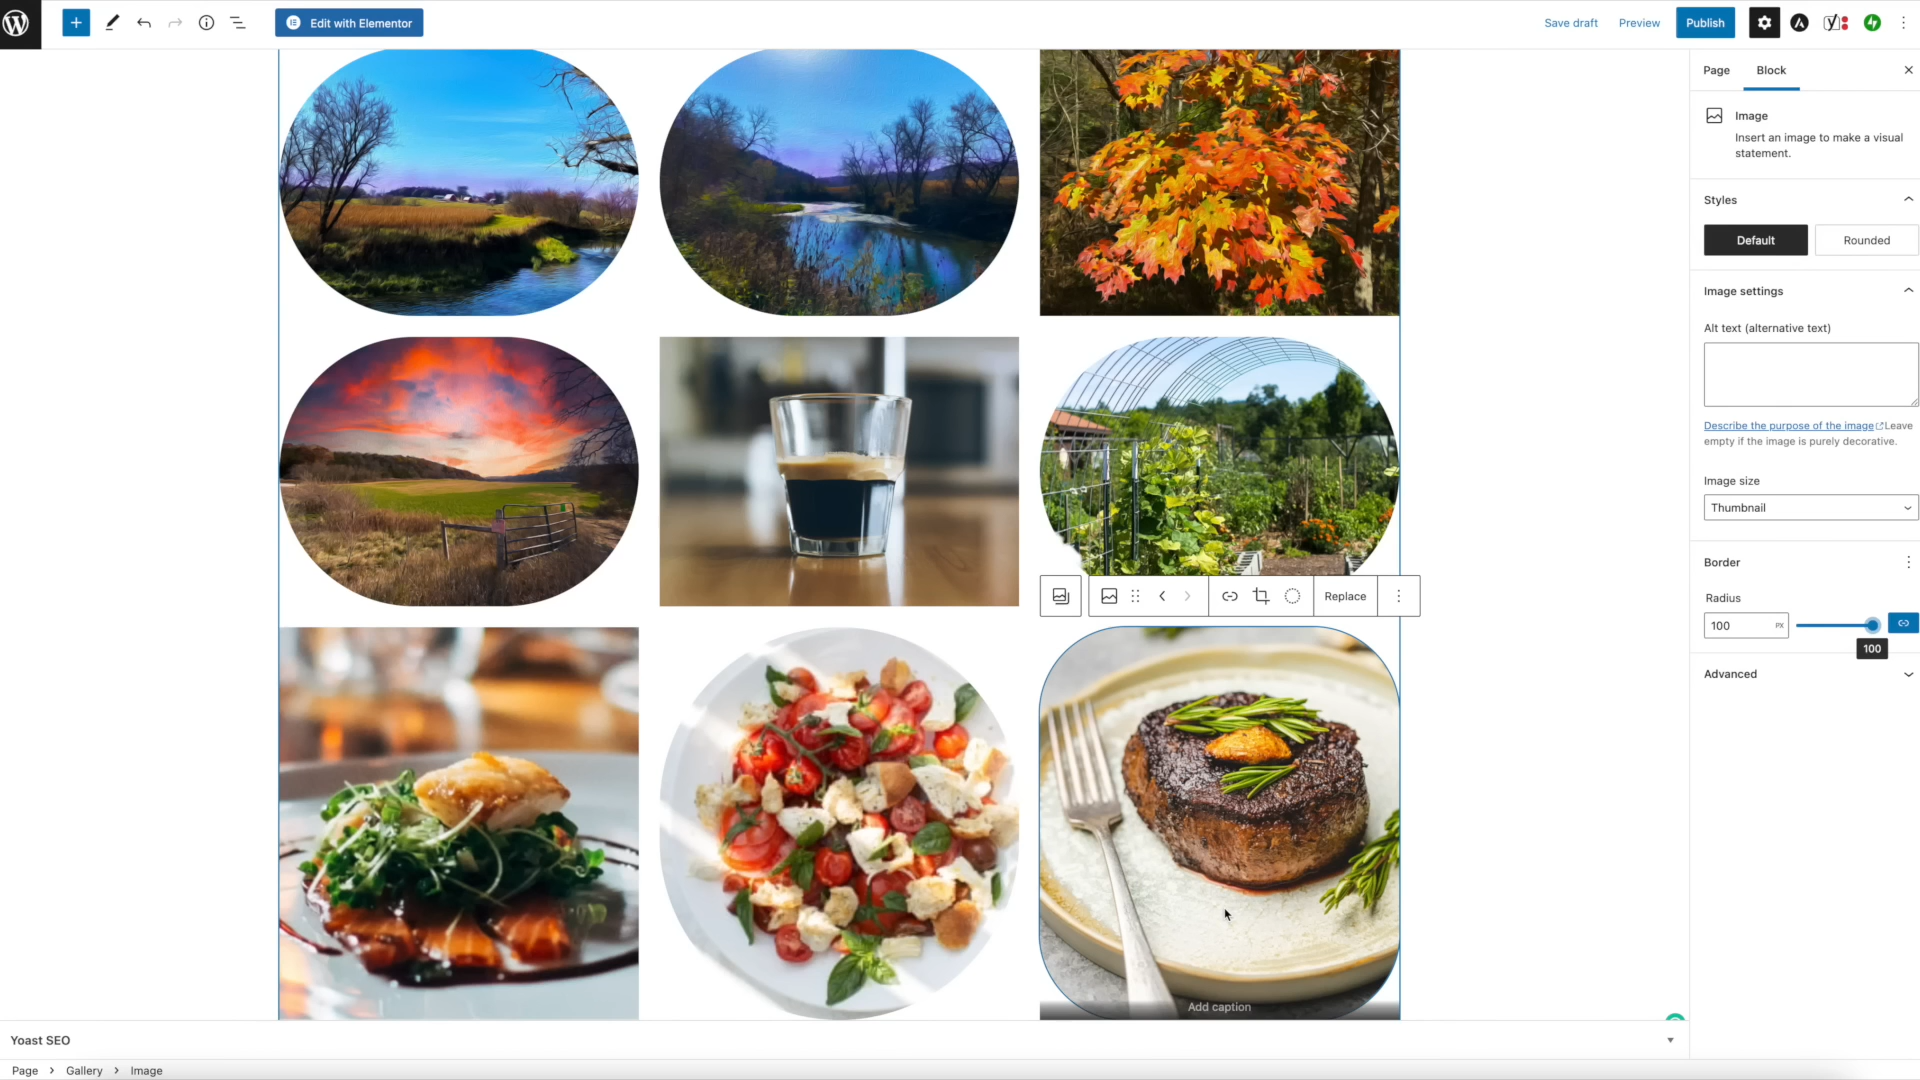 Edit with Elementor
Save draft
Preview
Publish
Page
Block
Image
Insert an image to make a visual
statement.
Styles
Default
Rounded
Image settings
Alt text (alternative text)
Describe the purpose of the image Leave
empty if the image is purely decorative.
Image size
Thumbnail
Border
Radius
100 PX
100
Advanced
Replace
Add caption
Yoast SEO
Page > Gallery > Image